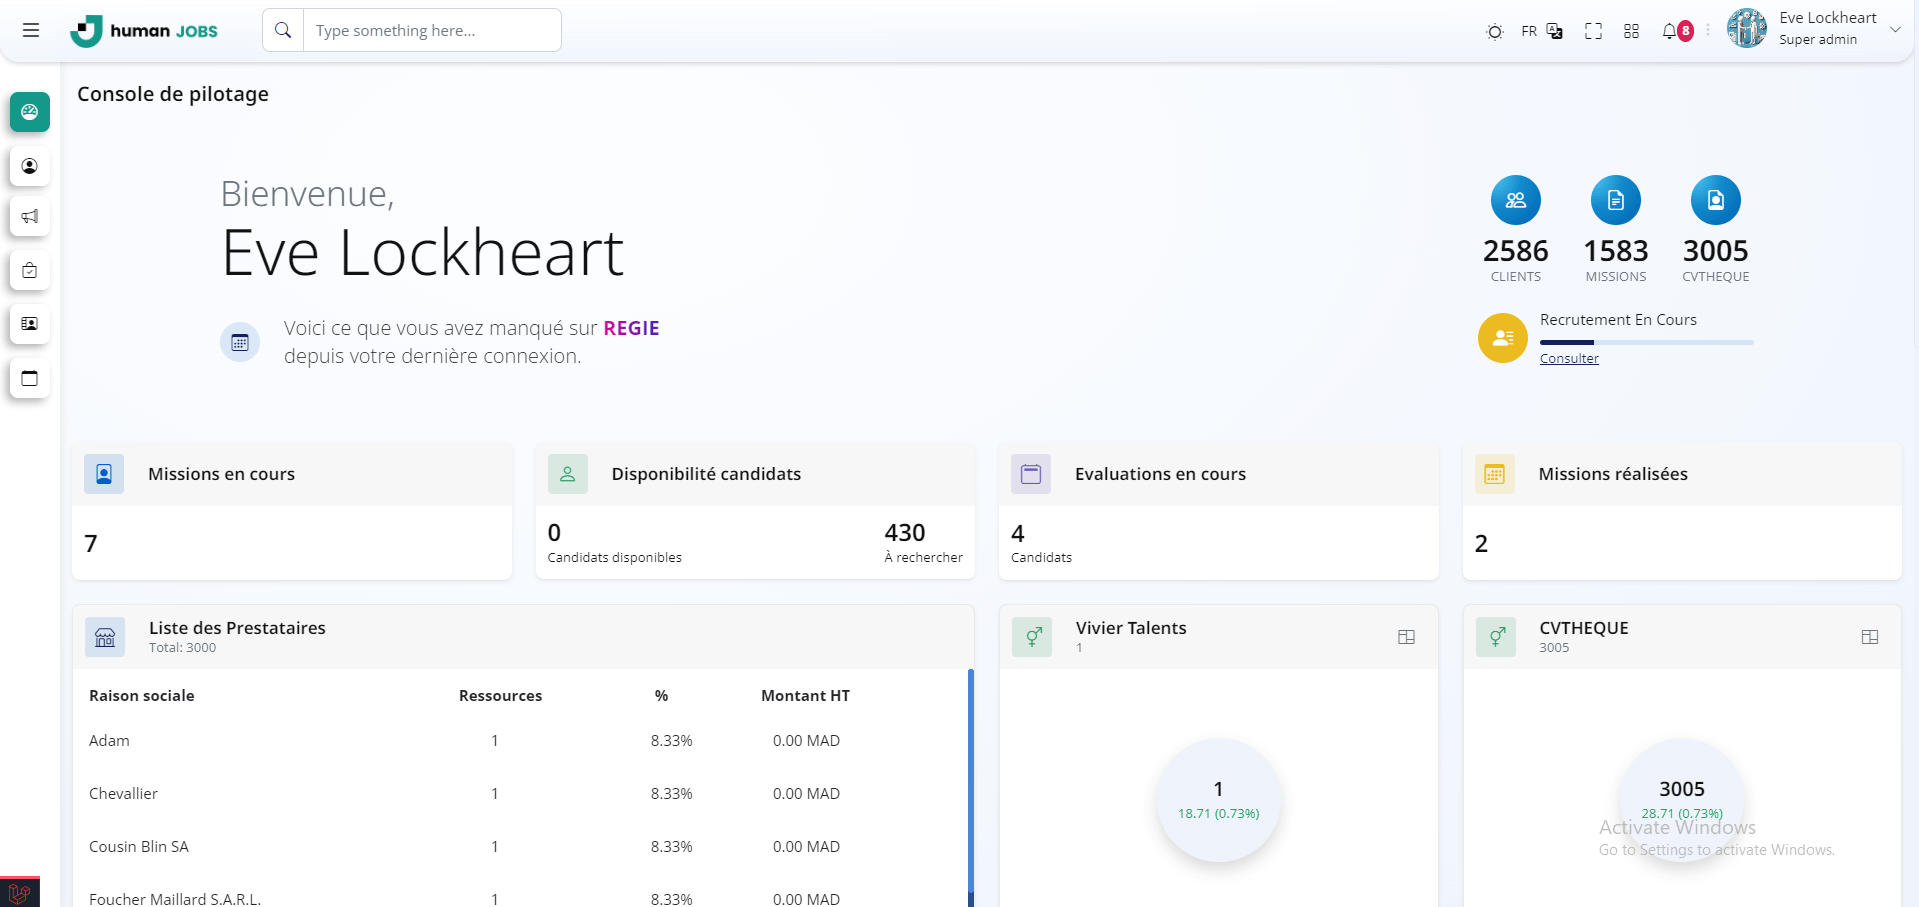 human JOBS
Type something here...
FR
8
Eve Lockheart
Super admin
Console de pilotage
Bienvenue,
Eve Lockheart
Voici ce que vous avez manqué sur REGIE
depuis votre dernière connexion.
2586
CLIENTS
1583
MISSIONS
3005
CVTHEQUE
Recrutement En Cours
Consulter
Missions en cours
7
Disponibilité candidats
0
Candidats disponibles
430
À rechercher
Evaluations en cours
4
Candidats
Missions réalisées
2
Liste des Prestataires
Total: 3000
Raison sociale Ressources % Montant HT
Adam 1 8.33% 0.00 MAD
Chevallier 1 8.33% 0.00 MAD
Cousin Blin SA 1 8.33% 0.00 MAD
Foucher Maillard S.A.R.L. 1 8.33% 0.00 MAD
Vivier Talents
1
1
18.71 (0.73%)
CVTHEQUE
3005
3005
28.71 (0.73%)
Activate Windows
Go to Settings to activate Windows.